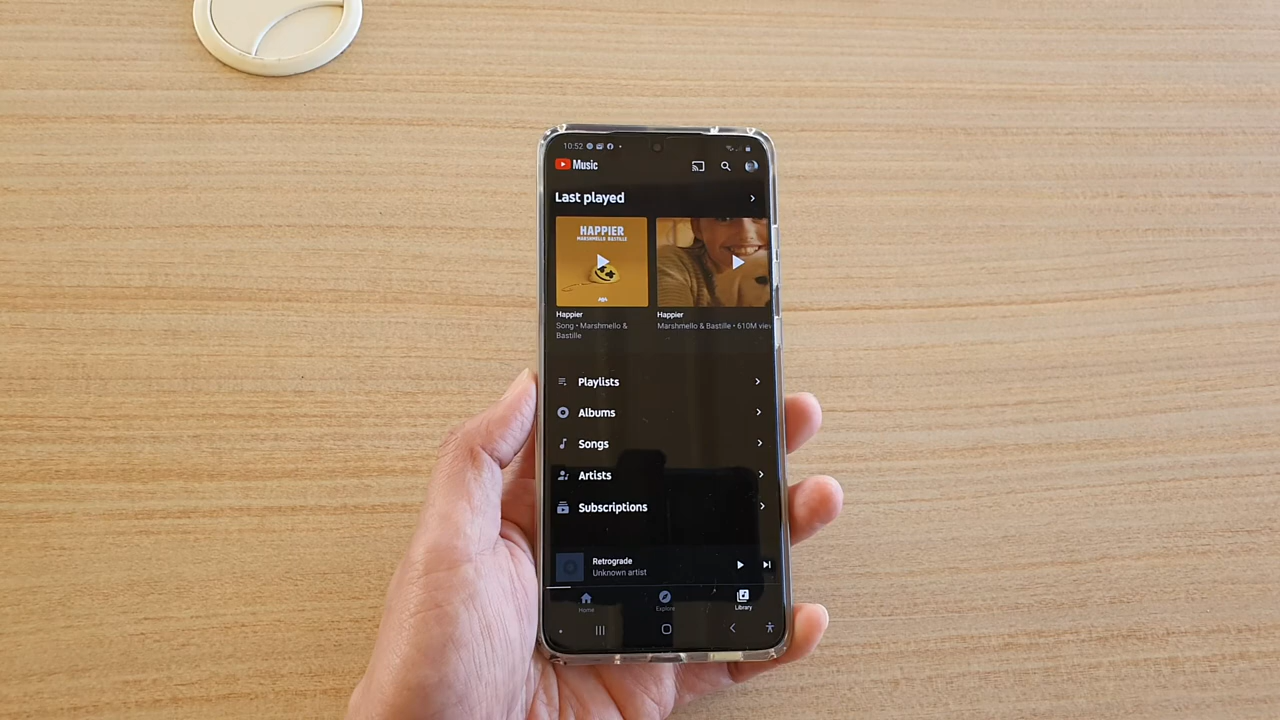 10:52
Music
Last played
HAPPIER
MARSHMELLO BASTILLE
Happier
Song • Marshmello &
Bastille
Happier
Marshmello & Bastille • 610M view
Playlists
Albums
Songs
Artists
Subscriptions
Retrograde
Unknown artist
Home
Explore
Library